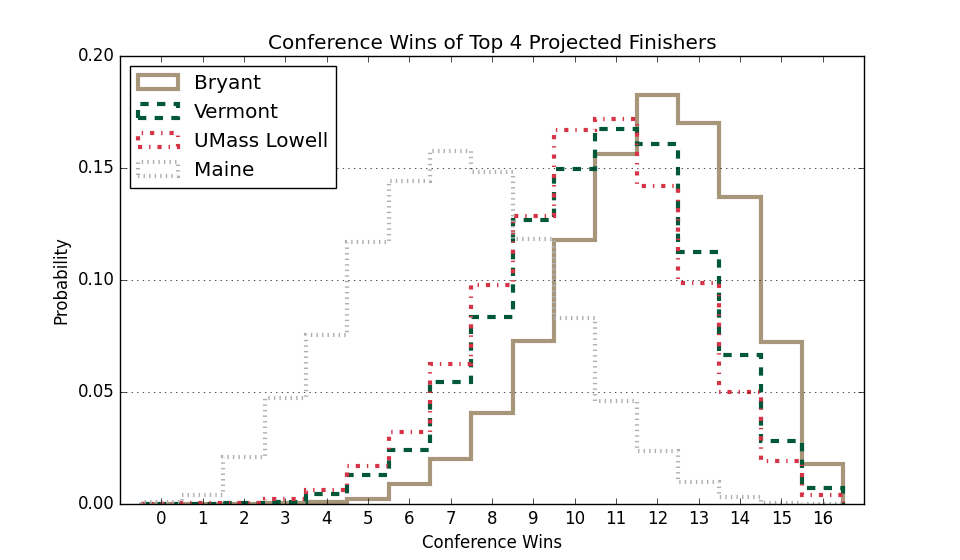 Conference Wins of Top 4 Projected Finishers
0.20
Bryant
Vermont
UMass Lowell
Maine
0.15
0.10
0.05
0.00
Probability
0 1 2 3 4 5 6 7 8 9 10 11 12 13 14 15 16
Conference Wins